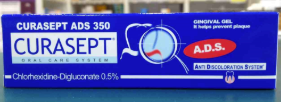 CURASEPT ADS 350
CURASEPT
ORAL CARE SYSTEM
Chlorhexidine-Digluconate 0.5%
GINGIVAL GEL
It helps prevent plaque
A.D.S.
ANTI DISCOLORATION SYSTEM